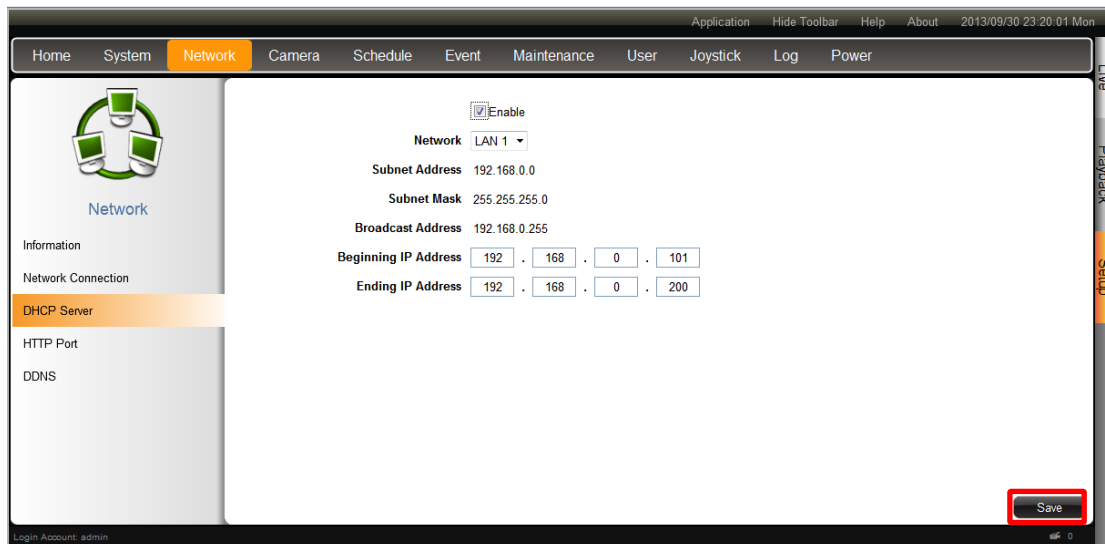 Application Hide Toolbar Help About 2013/09/30 23:20:01 Mon
Home System Network Camera Schedule Event Maintenance User Joystick Log Power
Live
Playback
Setup
Network
Information
Network Connection
DHCP Server
HTTP Port
DDNS
Enable
Network LAN 1
Subnet Address 192.168.0.0
Subnet Mask 255.255.255.0
Broadcast Address 192.168.0.255
Beginning IP Address 192 . 168 . 0 . 101
Ending IP Address 192 . 168 . 0 . 200
Save
Login Account: admin 0